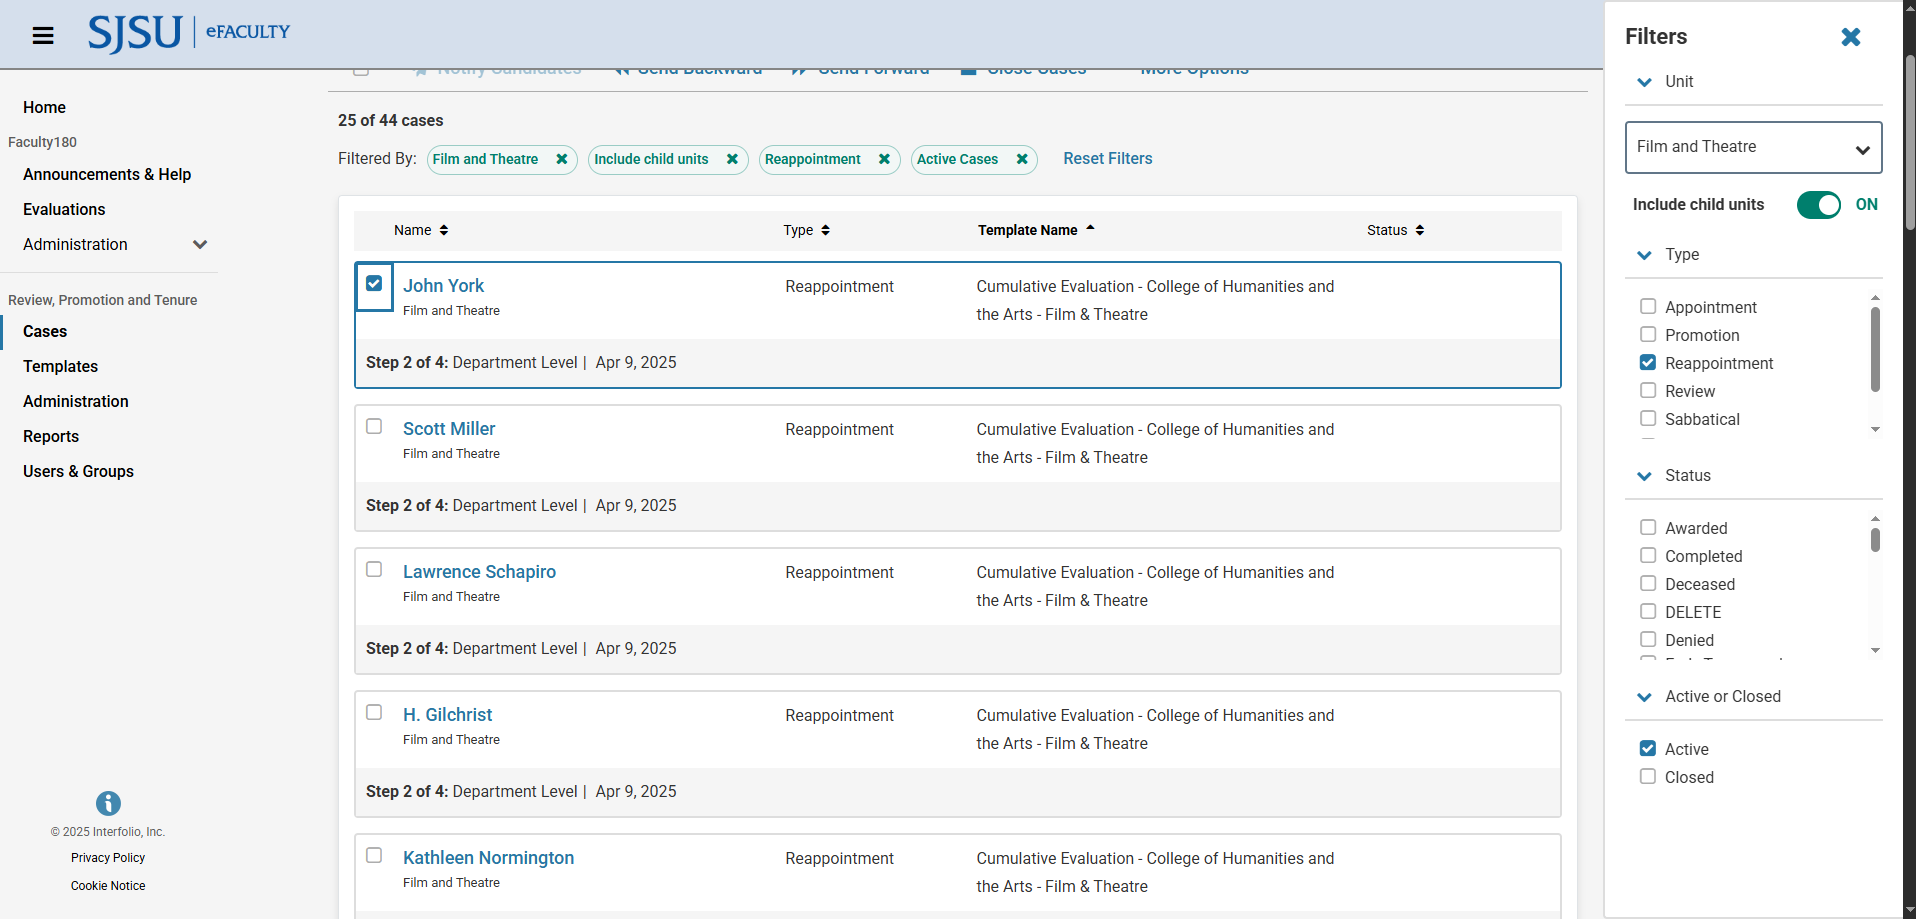 SJSU | eFACULTY
Notify Candidates Send Backward Send Forward Close Cases More Options
Home
Faculty180
Announcements & Help
Evaluations
Administration
Review, Promotion and Tenure
Cases
Templates
Administration
Reports
Users & Groups
© 2025 Interfolio, Inc.
Privacy Policy
Cookie Notice
25 of 44 cases
Filtered By: Film and Theatre Include child units Reappointment Active Cases Reset Filters
Name Type Template Name Status
John York Reappointment Cumulative Evaluation - College of Humanities and
Film and Theatre the Arts - Film & Theatre
Step 2 of 4: Department Level | Apr 9, 2025
Scott Miller Reappointment Cumulative Evaluation - College of Humanities and
Film and Theatre the Arts - Film & Theatre
Step 2 of 4: Department Level | Apr 9, 2025
Lawrence Schapiro Reappointment Cumulative Evaluation - College of Humanities and
Film and Theatre the Arts - Film & Theatre
Step 2 of 4: Department Level | Apr 9, 2025
H. Gilchrist Reappointment Cumulative Evaluation - College of Humanities and
Film and Theatre the Arts - Film & Theatre
Step 2 of 4: Department Level | Apr 9, 2025
Kathleen Normington Reappointment Cumulative Evaluation - College of Humanities and
Film and Theatre the Arts - Film & Theatre
Filters
Unit
Film and Theatre
Include child units ON
Type
Appointment
Promotion
Reappointment
Review
Sabbatical
Status
Awarded
Completed
Deceased
DELETE
Denied
Active or Closed
Active
Closed